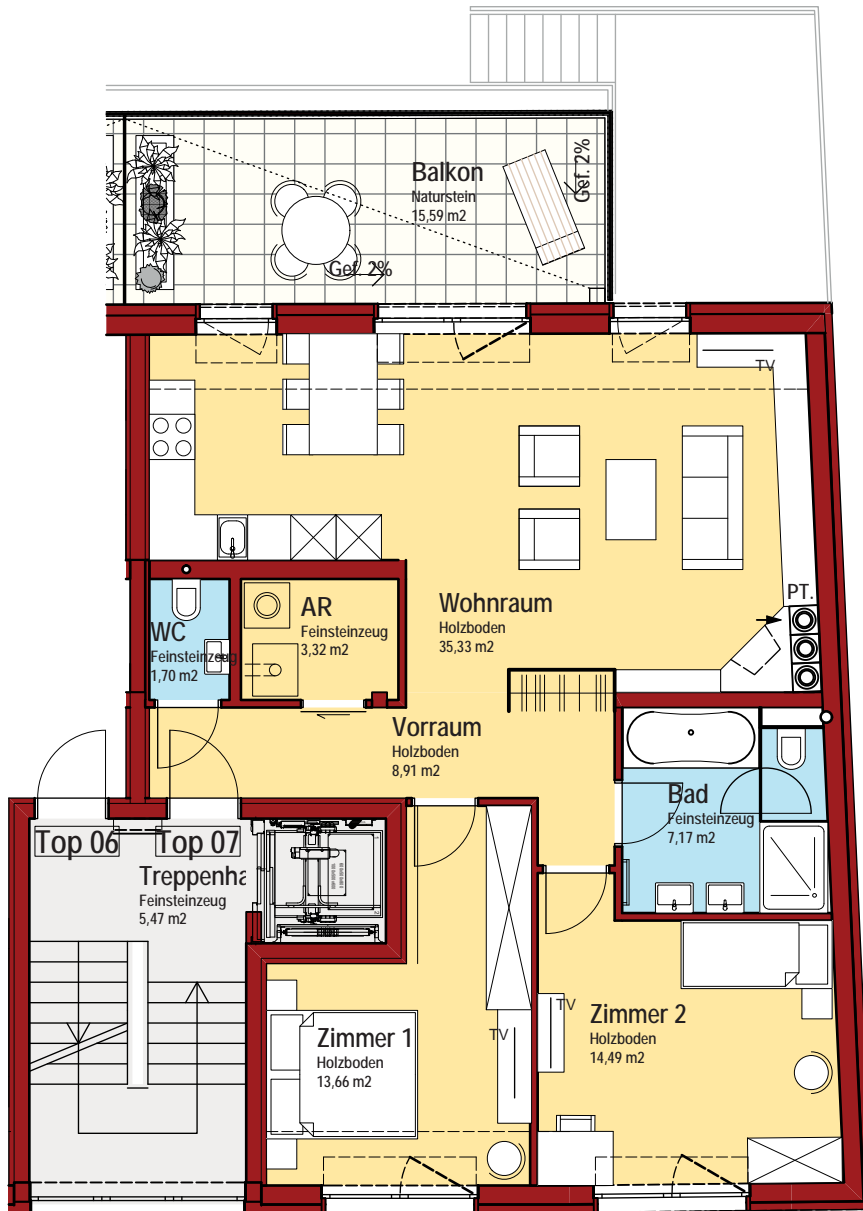 Balkon
Naturstein
15,59 m2
Gef. 2%
Gef. 2%
TV
PT.
WC
Feinsteinzeug
1,70 m2
AR
Feinsteinzeug
3,32 m2
Wohnraum
Holzboden
35,33 m2
Vorraum
Holzboden
8,91 m2
Bad
Feinsteinzeug
7,17 m2
Top 06
Top 07
Treppenha
Feinsteinzeug
5,47 m2
Zimmer 1
Holzboden
13,66 m2
TV
TV
Zimmer 2
Holzboden
14,49 m2